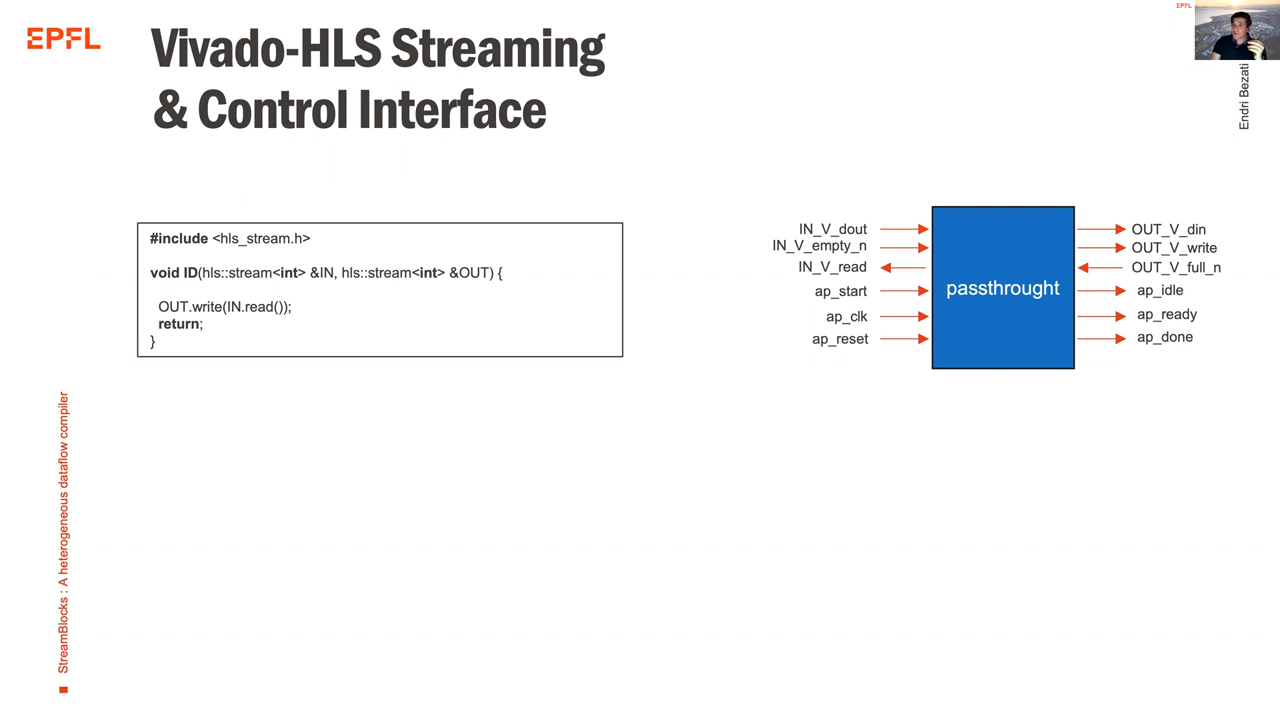 EPFL
Vivado-HLS Streaming
& Control Interface
EPFL
Endri Bezati
#include <hls_stream.h>
void ID(hls::stream<int> &IN, hls::stream<int> &OUT) {
OUT.write(IN.read());
return;
}
IN_V_dout
IN_V_empty_n
IN_V_read
ap_start
ap_clk
ap_reset
passthrought
OUT_V_din
OUT_V_write
OUT_V_full_n
ap_idle
ap_ready
ap_done
StreamBlocks : A heterogeneous dataflow compiler